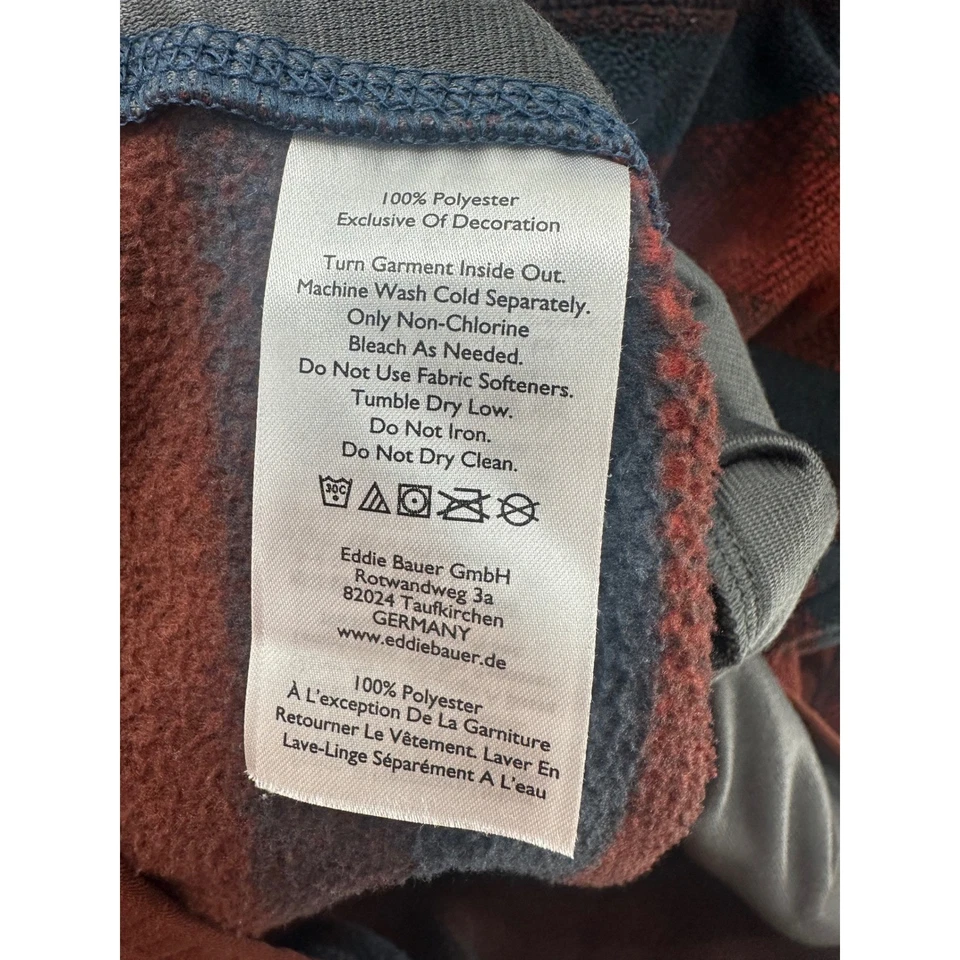 100% Polyester
Exclusive Of Decoration
Turn Garment Inside Out.
Machine Wash Cold Separately.
Only Non-Chlorine
Bleach As Needed.
Do Not Use Fabric Softeners.
Tumble Dry Low.
Do Not Iron.
Do Not Dry Clean.
30C
Eddie Bauer GmbH
Rotwandweg 3a
82024 Taufkirchen
GERMANY
www.eddiebauer.de
100% Polyester
À L'exception De La Garniture
Retourner Le Vêtement. Laver En
Lave-Linge Séparément A L'eau